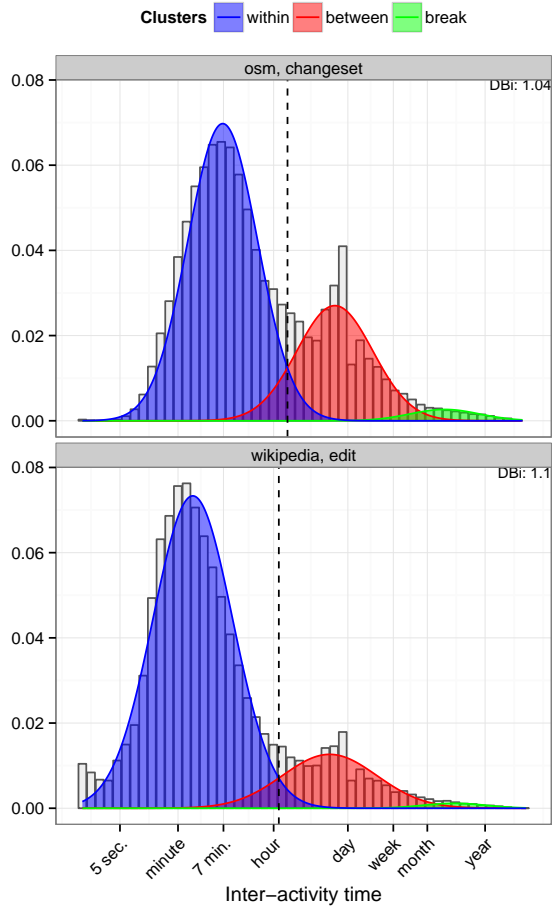 Clusters within between break
osm, changeset
DBi: 1.04
0.08
0.06
0.04
0.02
0.00
wikipedia, edit
DBi: 1.1
0.08
0.06
0.04
0.02
0.00
5 sec. minute 7 min. hour day week month year
Inter−activity time